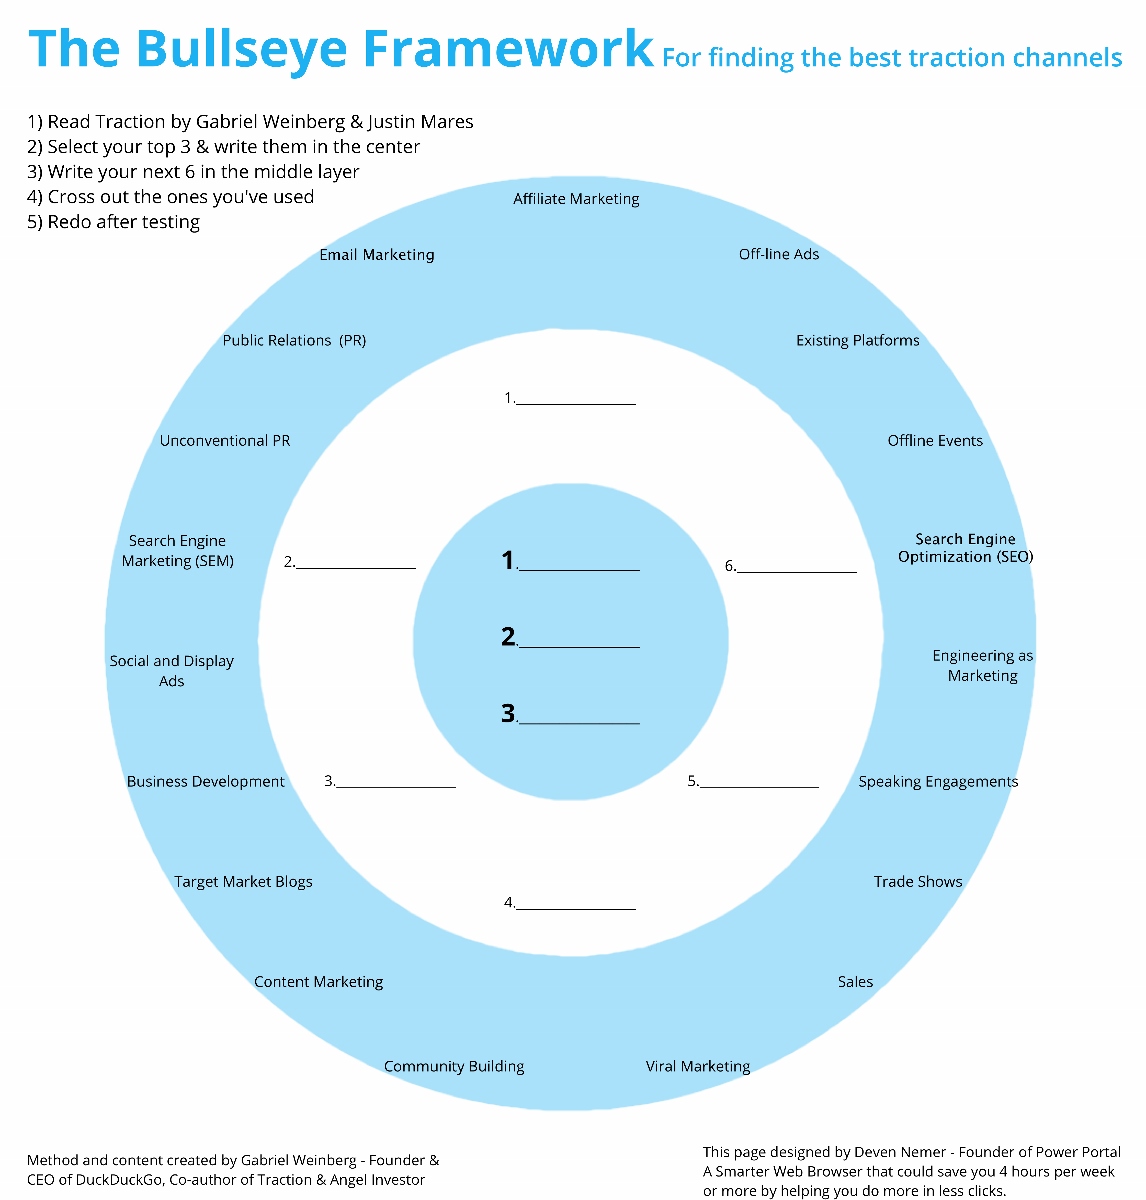 The Bullseye Framework For finding the best traction channels
1) Read Traction by Gabriel Weinberg & Justin Mares
2) Select your top 3 & write them in the center
3) Write your next 6 in the middle layer
4) Cross out the ones you've used
5) Redo after testing
Affiliate Marketing
Email Marketing
Off-line Ads
Public Relations  (PR)
Existing Platforms
1.______________
Unconventional PR
Offline Events
Search Engine
Marketing (SEM)
2.______________
1.______________
6.______________
Search Engine
Optimization (SEO)
2.______________
Social and Display
Ads
Engineering as
Marketing
3.______________
Business Development
3.______________
5.______________
Speaking Engagements
Target Market Blogs
Trade Shows
4.______________
Content Marketing
Sales
Community Building
Viral Marketing
Method and content created by Gabriel Weinberg - Founder &
CEO of DuckDuckGo, Co-author of Traction & Angel Investor
This page designed by Deven Nemer - Founder of Power Portal
A Smarter Web Browser that could save you 4 hours per week
or more by helping you do more in less clicks.